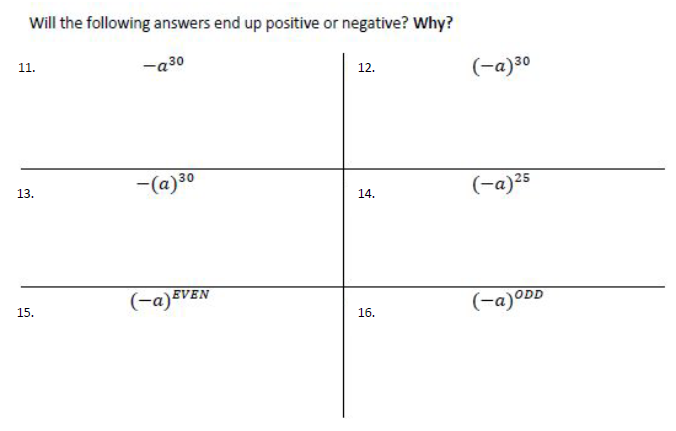 Will the following answers end up positive or negative? Why?
11. −a³⁰
12. (−a)³⁰
13. −(a)³⁰
14. (−a)²⁵
15. (−a)^EVEN
16. (−a)^ODD